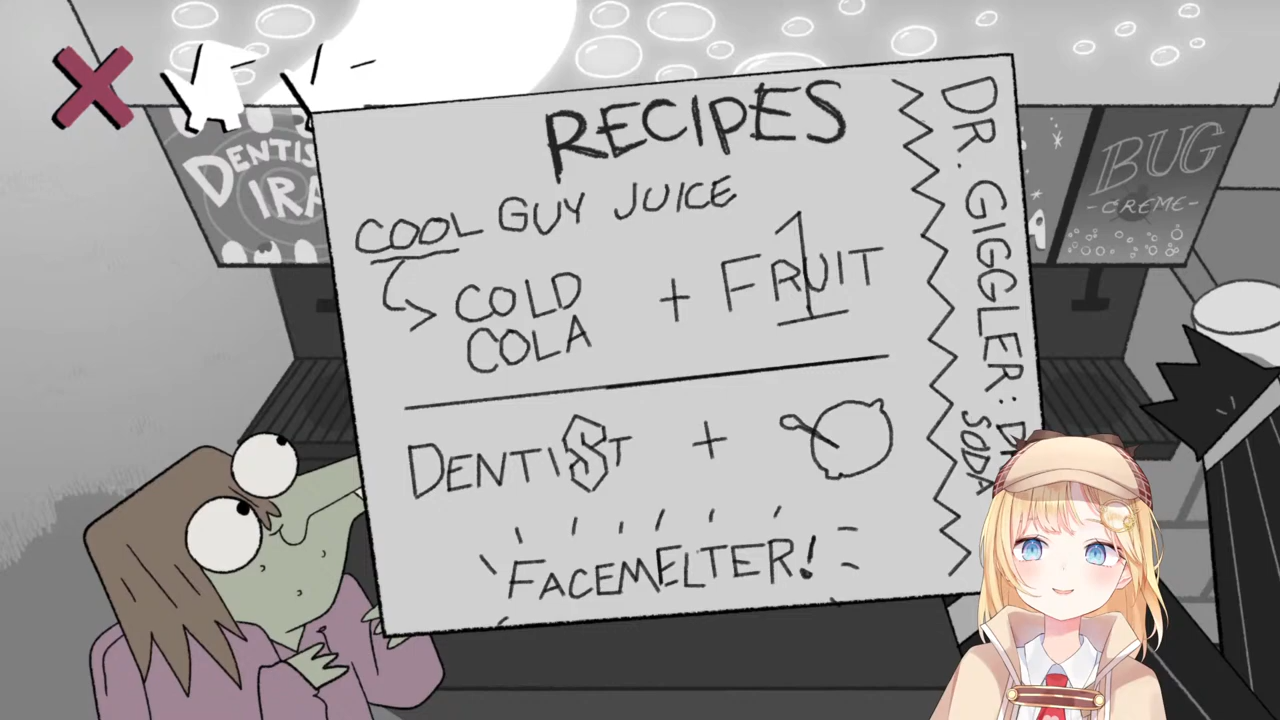 RECIPES
COOL GUY JUICE
COLD COLA + FRUIT
DENTIST +
FACEMELTER!
DR. GIGGLER:
SODA
BUG
-CREME-